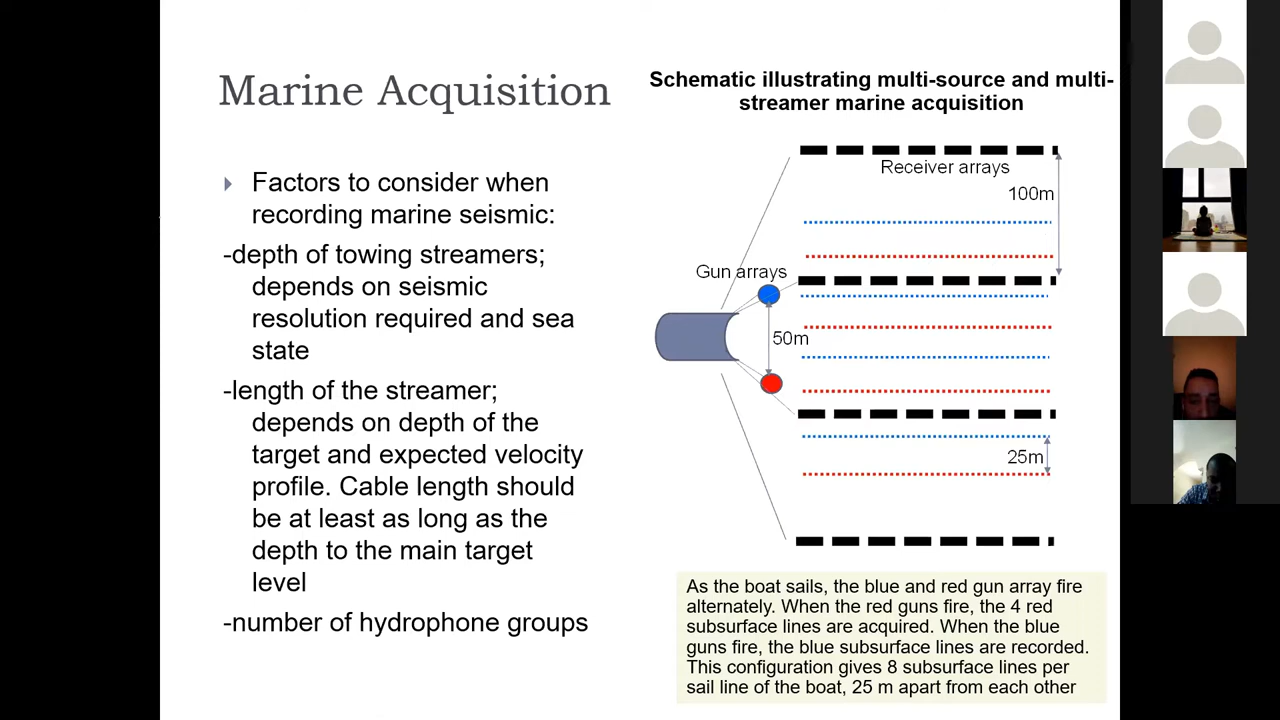 Marine Acquisition
Factors to consider when
recording marine seismic:
-depth of towing streamers;
depends on seismic
resolution required and sea
state
-length of the streamer;
depends on depth of the
target and expected velocity
profile. Cable length should
be at least as long as the
depth to the main target
level
-number of hydrophone groups
Schematic illustrating multi-source and multi-
streamer marine acquisition
Receiver arrays
100m
Gun arrays
50m
25m
As the boat sails, the blue and red gun array fire
alternately. When the red guns fire, the 4 red
subsurface lines are acquired. When the blue
guns fire, the blue subsurface lines are recorded.
This configuration gives 8 subsurface lines per
sail line of the boat, 25 m apart from each other